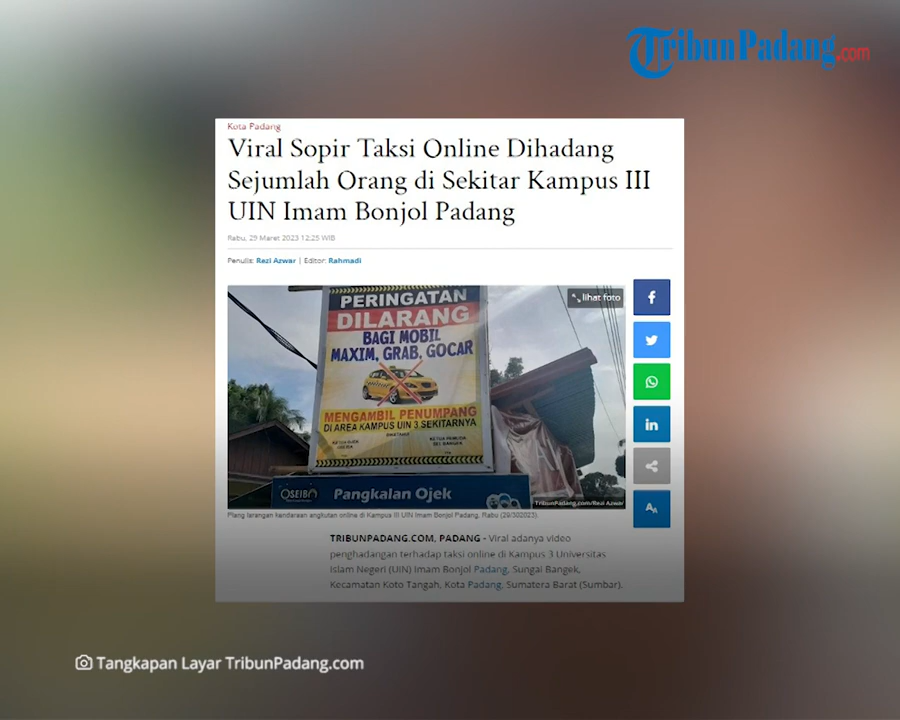 TribunPadang.com
Kota Padang
Viral Sopir Taksi Online Dihadang
Sejumlah Orang di Sekitar Kampus III
UIN Imam Bonjol Padang
Rabu, 29 Maret 2023 12:25 WIB
Penulis: Rezi Azwar | Editor: Rahmadi
lihat foto
PERINGATAN
DILARANG
BAGI MOBIL
MAXIM, GRAB, GOCAR
MENGAMBIL PENUMPANG
DI AREA KAMPUS UIN 3 SEKITARNYA
KETUA PEMUDA
Pangkalan Ojek
TribunPadang.com/Rezi Azwar
Plang larangan kendaraan angkutan online di Kampus III UIN Imam Bonjol Padang, Rabu (29/302023).
TRIBUNPADANG.COM, PADANG - Viral adanya video
penghadangan terhadap taksi online di Kampus 3 Universitas
Islam Negeri (UIN) Imam Bonjol Padang, Sungai Bangek,
Kecamatan Koto Tangah, Kota Padang, Sumatera Barat (Sumbar).
Tangkapan Layar TribunPadang.com